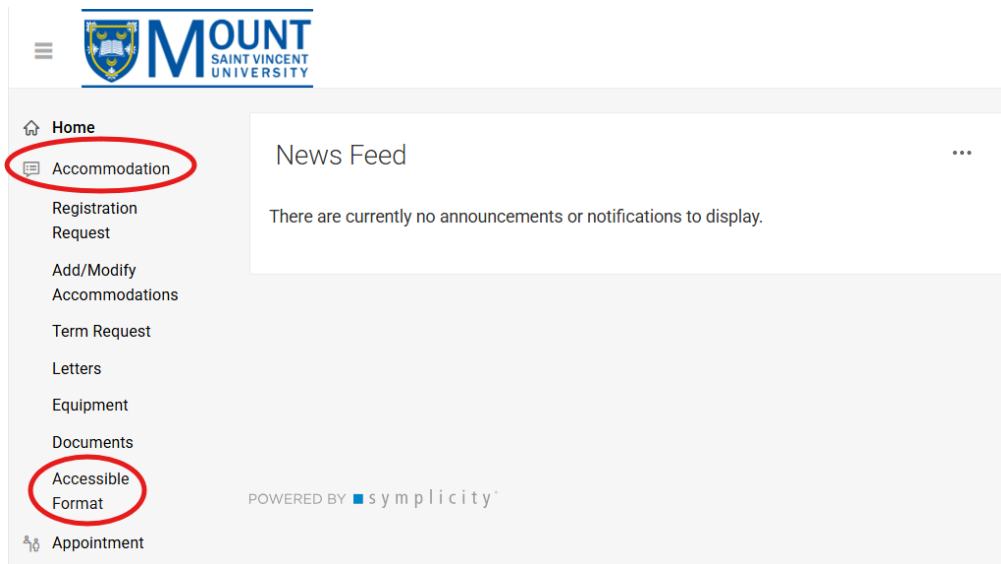 MOUNT
SAINT VINCENT
UNIVERSITY
Home
Accommodation
Registration
Request
Add/Modify
Accommodations
Term Request
Letters
Equipment
Documents
Accessible
Format
Appointment
News Feed
There are currently no announcements or notifications to display.
POWERED BY symplicity